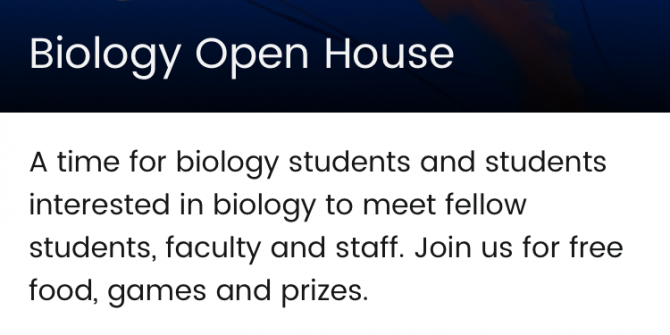 Biology Open House
A time for biology students and students
interested in biology to meet fellow
students, faculty and staff. Join us for free
food, games and prizes.